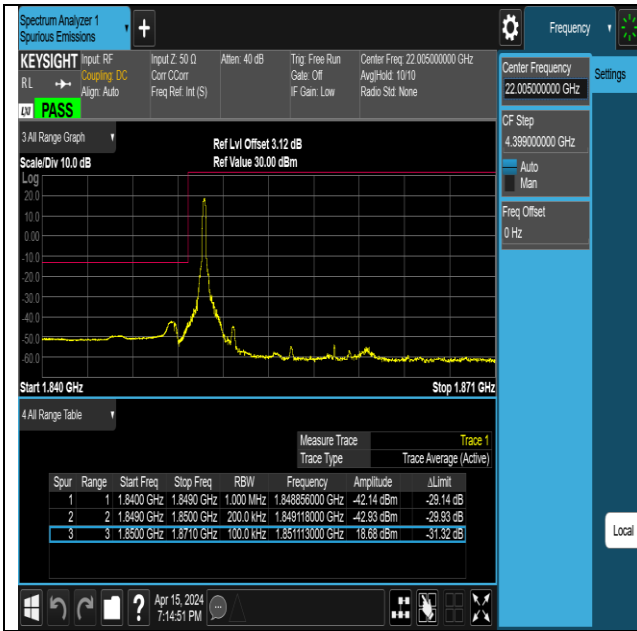 Spectrum Analyzer 1
Spurious Emissions
+
Frequency
KEYSIGHT
RL
Input: RF
Coupling: DC
Align: Auto
Input Z: 50 Ω
Corr CCorr
Freq Ref: Int (S)
Atten: 40 dB
Trig: Free Run
Gate: Off
IF Gain: Low
Center Freq: 22.005000000 GHz
Avg|Hold: 10/10
Radio Std: None
LXI PASS
Center Frequency
22.005000000 GHz
Settings
CF Step
4.399000000 GHz
Auto
Man
Freq Offset
0 Hz
3 All Range Graph
Ref Lvl Offset 3.12 dB
Scale/Div 10.0 dB
Ref Value 30.00 dBm
Log
20.0
10.0
0.00
-10.0
-20.0
-30.0
-40.0
-50.0
-60.0
Start 1.840 GHz
Stop 1.871 GHz
4 All Range Table
Measure Trace Trace 1
Trace Type Trace Average (Active)
Spur Range Start Freq Stop Freq RBW Frequency Amplitude ΔLimit
1 1 1.8400 GHz 1.8490 GHz 1.000 MHz 1.848856000 GHz -42.14 dBm -29.14 dB
2 2 1.8490 GHz 1.8500 GHz 200.0 kHz 1.849118000 GHz -42.93 dBm -29.93 dB
3 3 1.8500 GHz 1.8710 GHz 100.0 kHz 1.851113000 GHz 18.68 dBm -31.32 dB
Local
?
Apr 15, 2024
7:14:51 PM